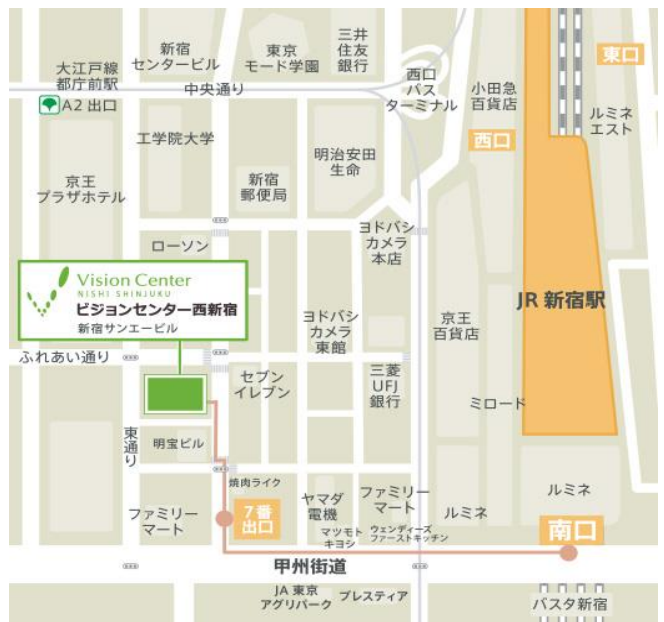 新宿
センタービル
東京
モード学園
三井
住友
銀行
大江戸線
都庁前駅
A2 出口
中央通り
西口
バス
ターミナル
小田急
百貨店
東口
ルミネ
エスト
工学院大学
西口
明治安田
生命
京王
プラザホテル
新宿
郵便局
ローソン
ヨドバシ
カメラ
本店
Vision Center
NISHI SHINJUKU
ビジョンセンター西新宿
新宿サンエービル
JR 新宿駅
ヨドバシ
カメラ
東館
京王
百貨店
ふれあい通り
セブン
イレブン
三菱
UFJ
銀行
ミロード
東通り
明宝ビル
焼肉ライク
ファミリー
マート
7番
出口
ヤマダ
電機
ファミリー
マート
ルミネ
ルミネ
マツモト
キヨシ
ウェンディーズ
ファーストキッチン
南口
甲州街道
JA 東京
アグリパーク
プレスティア
バスタ新宿